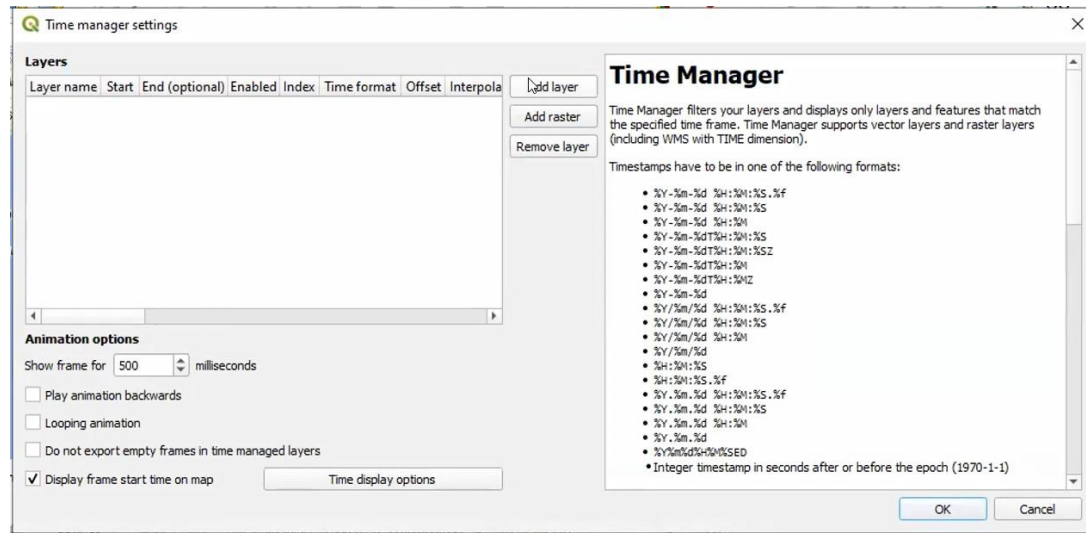 Time manager settings
Layers
Layer name Start End (optional) Enabled Index Time format Offset Interpola
Add layer
Add raster
Remove layer
Animation options
Show frame for 500 milliseconds
Play animation backwards
Looping animation
Do not export empty frames in time managed layers
Display frame start time on map
Time display options
Time Manager
Time Manager filters your layers and displays only layers and features that match
the specified time frame. Time Manager supports vector layers and raster layers
(including WMS with TIME dimension).
Timestamps have to be in one of the following formats:
• %Y-%m-%d %H:%M:%S.%f
• %Y-%m-%d %H:%M:%S
• %Y-%m-%d %H:%M
• %Y-%m-%dT%H:%M:%S
• %Y-%m-%dT%H:%M:%SZ
• %Y-%m-%dT%H:%M
• %Y-%m-%dT%H:%MZ
• %Y-%m-%d
• %Y/%m/%d %H:%M:%S.%f
• %Y/%m/%d %H:%M:%S
• %Y/%m/%d %H:%M
• %Y/%m/%d
• %H:%M:%S
• %H:%M:%S.%f
• %Y.%m.%d %H:%M:%S.%f
• %Y.%m.%d %H:%M:%S
• %Y.%m.%d %H:%M
• %Y.%m.%d
• %Y%m%d%H%M%SED
• Integer timestamp in seconds after or before the epoch (1970-1-1)
OK
Cancel